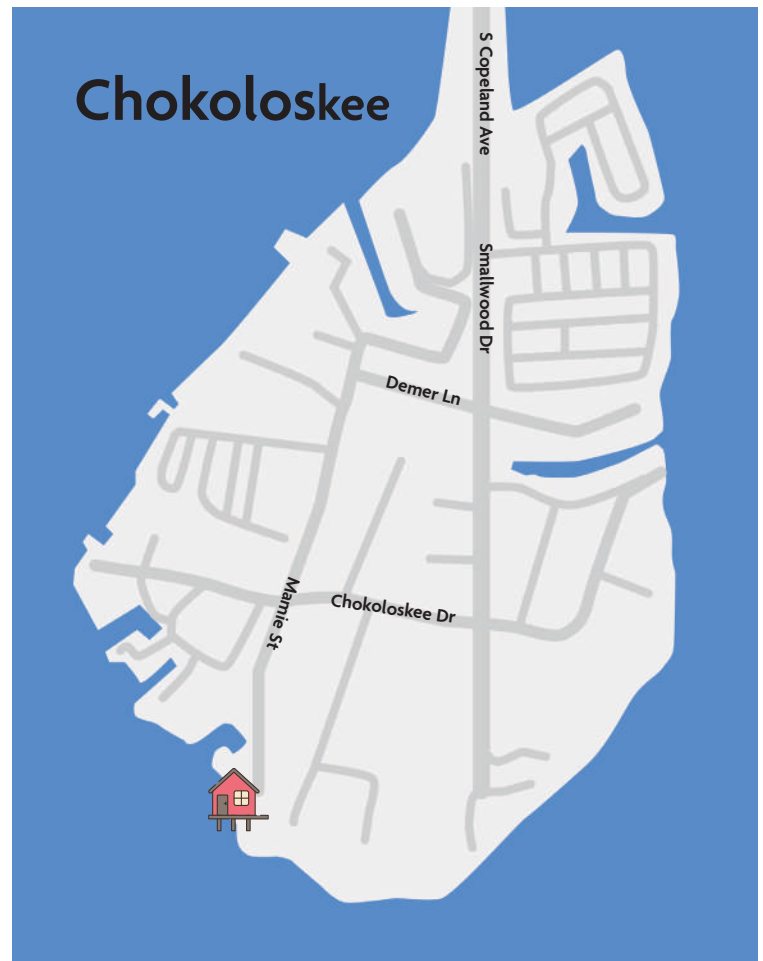 Chokoloskee
S Copeland Ave
Smallwood Dr
Demer Ln
Mamie St
Chokoloskee Dr